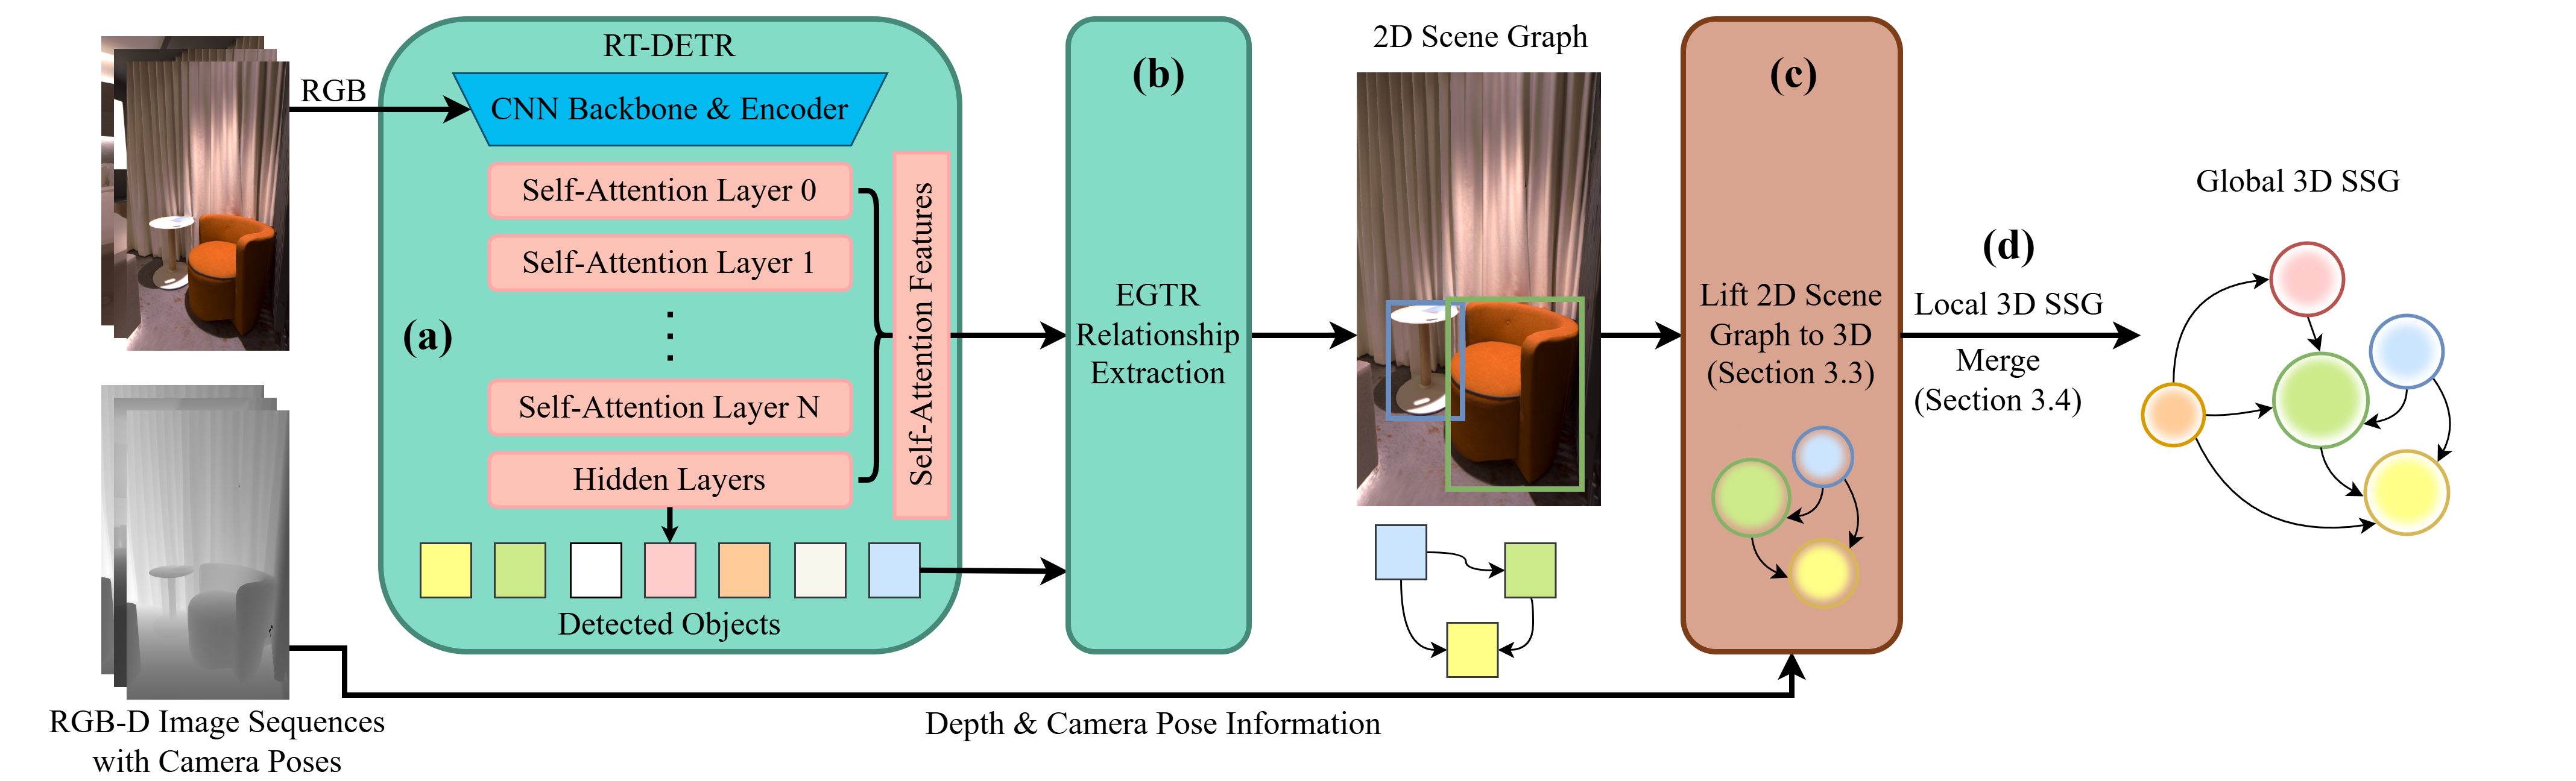 RGB
RGB-D Image Sequences
with Camera Poses
RT-DETR
CNN Backbone & Encoder
Self-Attention Layer 0
Self-Attention Layer 1
(a)
Self-Attention Layer N
Hidden Layers
Self-Attention Features
Detected Objects
(b)
EGTR
Relationship
Extraction
2D Scene Graph
(c)
Lift 2D Scene
Graph to 3D
(Section 3.3)
Depth & Camera Pose Information
(d)
Local 3D SSG
Merge
(Section 3.4)
Global 3D SSG